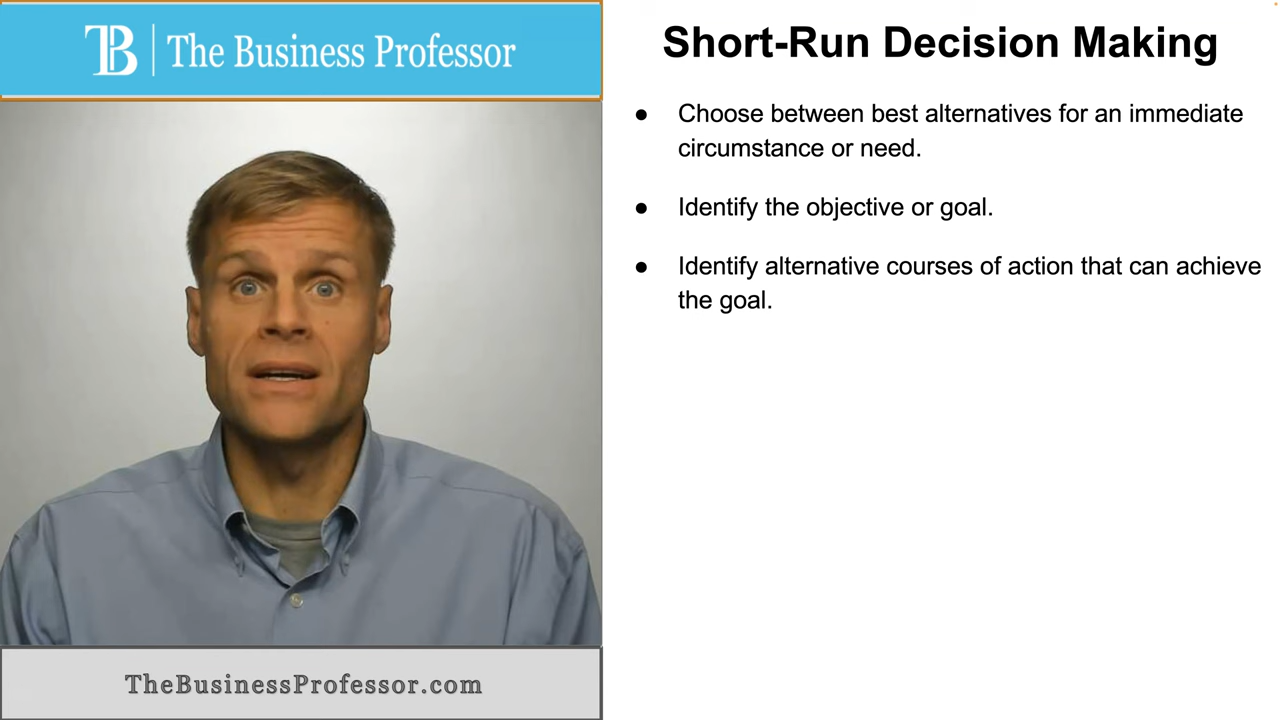 TB | The Business Professor
Short-Run Decision Making
● Choose between best alternatives for an immediate
circumstance or need.
● Identify the objective or goal.
● Identify alternative courses of action that can achieve
the goal.
TheBusinessProfessor.com